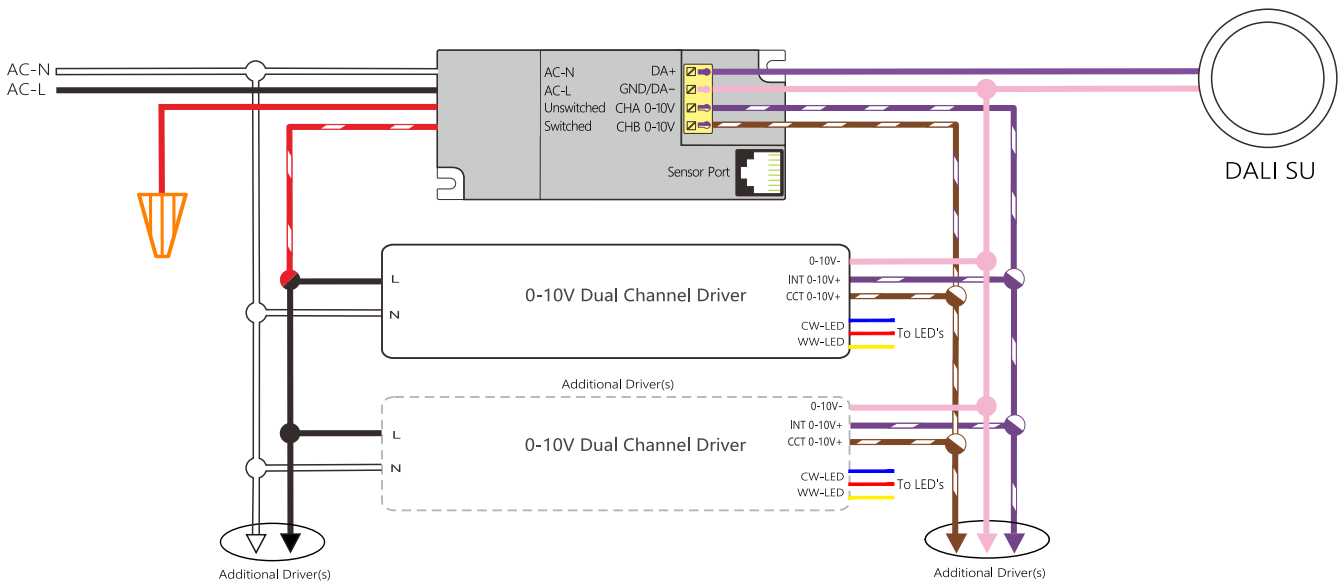 AC-N
AC-L
AC-N
AC-L
Unswitched
Switched
DA+
GND/DA-
CHA 0-10V
CHB 0-10V
Sensor Port
DALI SU
L
N
0-10V Dual Channel Driver
0-10V-
INT 0-10V+
CCT 0-10V+
CW-LED
WW-LED
To LED's
Additional Driver(s)
L
N
0-10V Dual Channel Driver
0-10V-
INT 0-10V+
CCT 0-10V+
CW-LED
WW-LED
To LED's
Additional Driver(s)
Additional Driver(s)